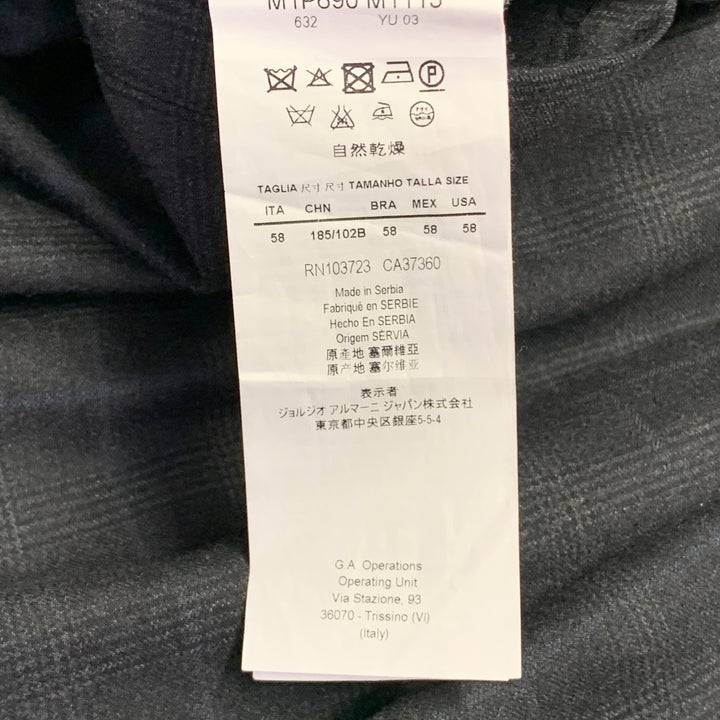 632 YU 03
P
自然乾燥
TAGLIA 尺寸 尺寸 TAMANHO TALLA SIZE
ITA CHN BRA MEX USA
58 185/102B 58 58 58
RN103723 CA37360
Made in Serbia
Fabriqué en SERBIE
Hecho En SERBIA
Origem SÉRVIA
原產地 塞爾維亞
原产地 塞尔维亚
表示者
ジョルジオ アルマーニ ジャパン株式会社
東京都中央区銀座5-5-4
G.A Operations
Operating Unit
Via Stazione, 93
36070 - Trissino (VI)
(Italy)